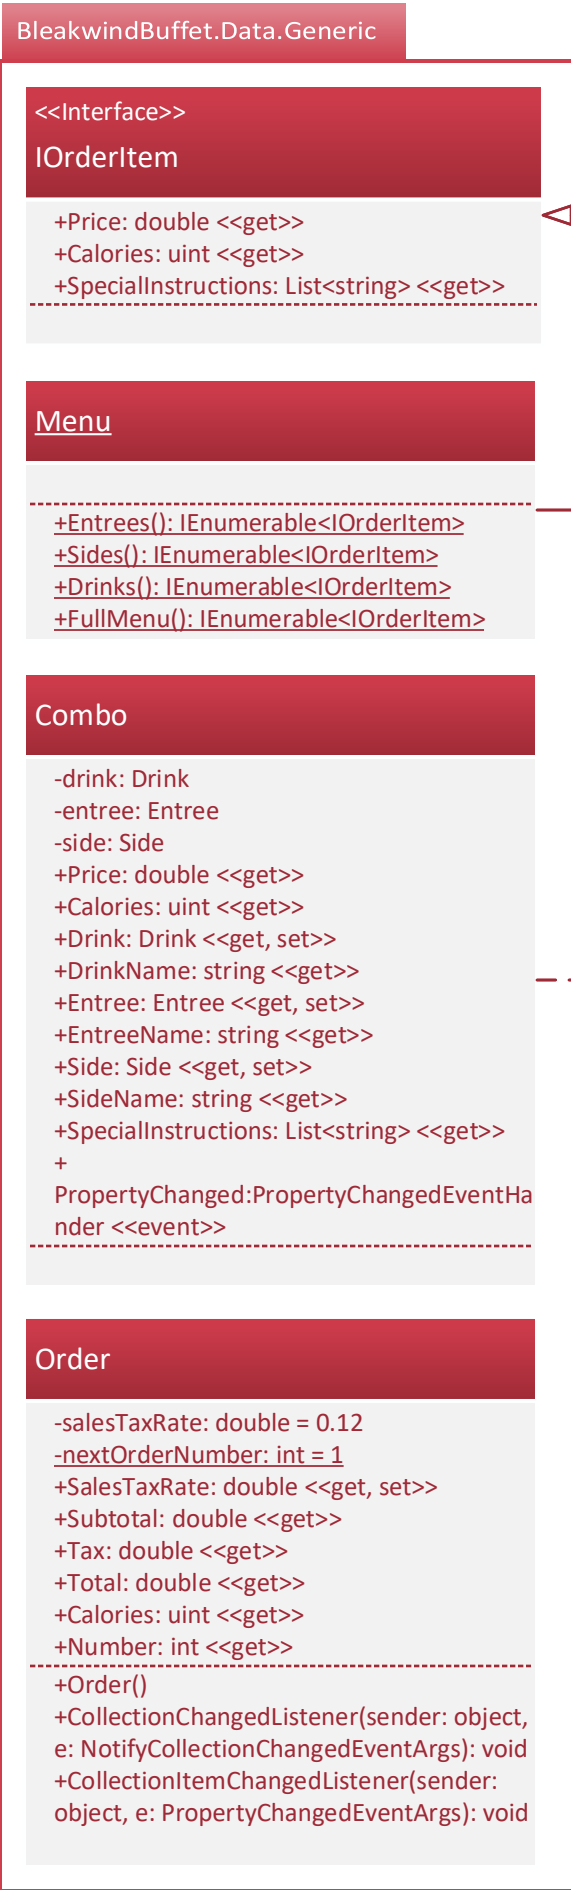 BleakwindBuffet.Data.Generic
<<Interface>>
IOrderItem
+Price: double <<get>>
+Calories: uint <<get>>
+SpecialInstructions: List<string> <<get>>
Menu
+Entrees(): IEnumerable<IOrderItem>
+Sides(): IEnumerable<IOrderItem>
+Drinks(): IEnumerable<IOrderItem>
+FullMenu(): IEnumerable<IOrderItem>
Combo
-drink: Drink
-entree: Entree
-side: Side
+Price: double <<get>>
+Calories: uint <<get>>
+Drink: Drink <<get, set>>
+DrinkName: string <<get>>
+Entree: Entree <<get, set>>
+EntreeName: string <<get>>
+Side: Side <<get, set>>
+SideName: string <<get>>
+SpecialInstructions: List<string> <<get>>
+
PropertyChanged:PropertyChangedEventHa
nder <<event>>
Order
-salesTaxRate: double = 0.12
-nextOrderNumber: int = 1
+SalesTaxRate: double <<get, set>>
+Subtotal: double <<get>>
+Tax: double <<get>>
+Total: double <<get>>
+Calories: uint <<get>>
+Number: int <<get>>
+Order()
+CollectionChangedListener(sender: object,
e: NotifyCollectionChangedEventArgs): void
+CollectionItemChangedListener(sender:
object, e: PropertyChangedEventArgs): void